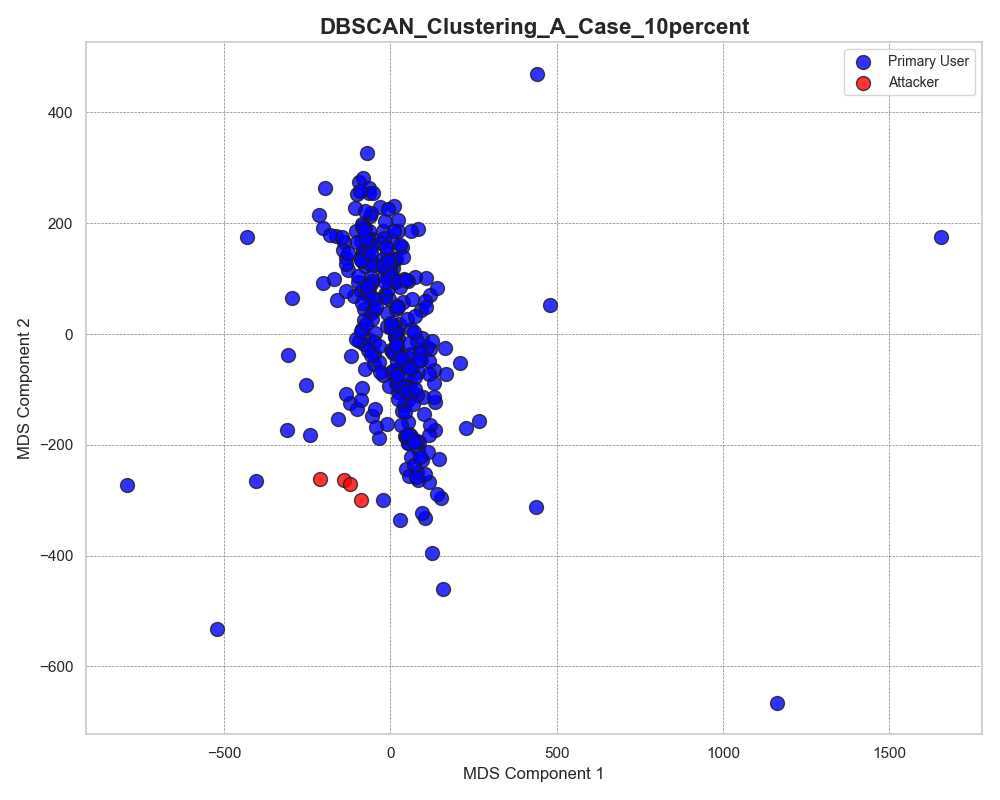 DBSCAN_Clustering_A_Case_10percent
Primary User
Attacker
400
200
0
−200
−400
−600
MDS Component 2
−500
0
500
1000
1500
MDS Component 1